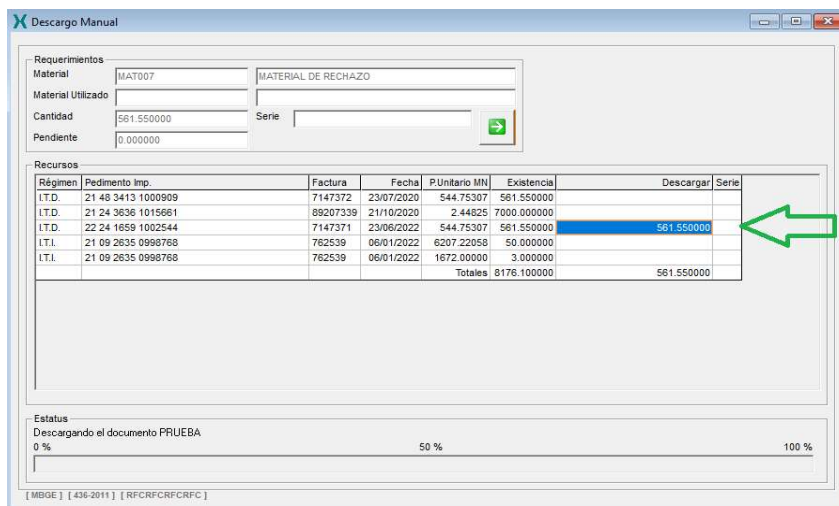 Descargo Manual
Requerimientos
Material MAT007 MATERIAL DE RECHAZO
Material Utilizado
Cantidad 561.550000 Serie
Pendiente 0.000000
Recursos
Régimen Pedimento Imp. Factura Fecha P.Unitario MN Existencia Descargar Serie
I.T.D. 21 48 3413 1000909 7147372 23/07/2020 544.75307 561.550000
I.T.D. 21 24 3636 1015661 89207339 21/10/2020 2.44825 7000.000000
I.T.D. 22 24 1659 1002544 7147371 23/06/2022 544.75307 561.550000 561.550000
I.T.I. 21 09 2635 0998768 762539 06/01/2022 6207.22058 50.000000
I.T.I. 21 09 2635 0998768 762539 06/01/2022 1672.00000 3.000000
Totales 8176.100000 561.550000
Estatus
Descargando el documento PRUEBA
0 % 50 % 100 %
[ MBGE ] [ 436-2011 ] [ RFCRFCRFCRFC ]